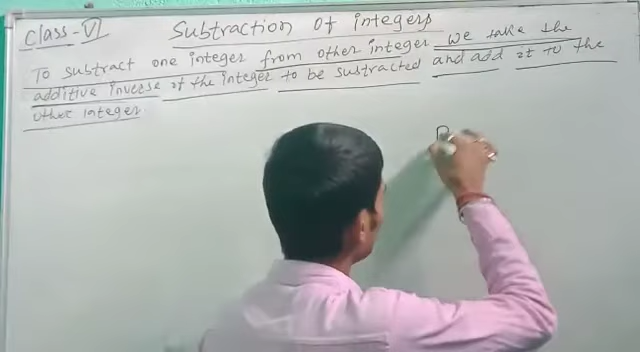 Class-VI
Subtraction of integers
To subtract one integer from other integer we take the
additive inverse of the integer to be sustracted and add it to the
other integer.